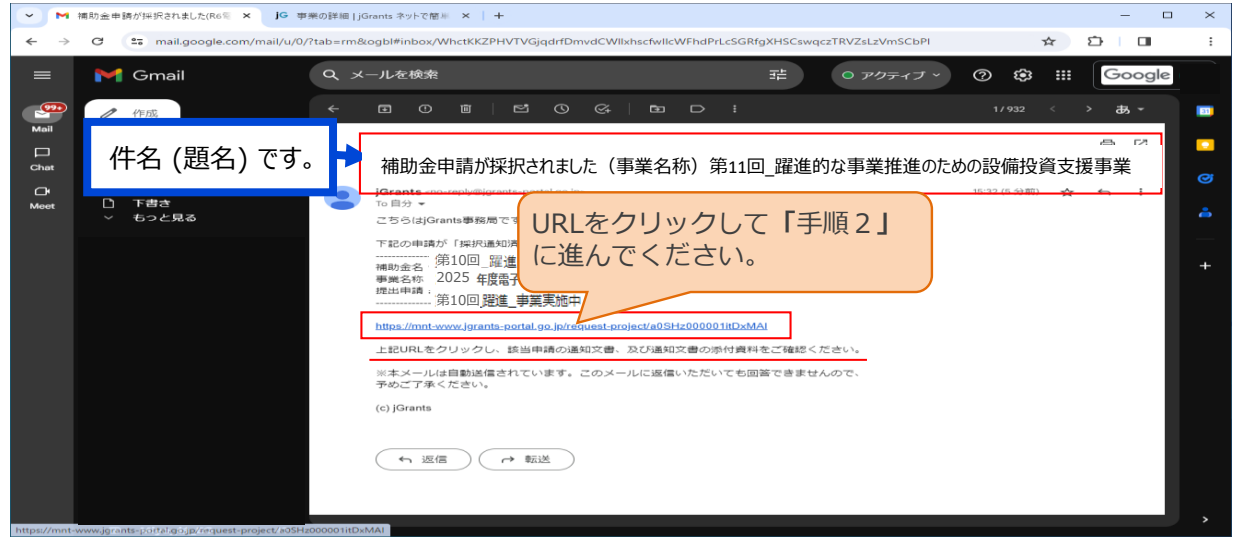 補助金申請が採択されました(R6
jG 事業の詳細 | jGrants ネットで簡
mail.google.com/mail/u/0/?tab=rm&ogbl#inbox/WhctKKZPHVTVGjqdrfDmvdCWllxhscfwllcWFhdPrLcSGRfgXHSCswqczTRVZsLzVmSCbPl
Gmail
メールを検索
アクティブ
Google
99+
作成
1 / 932
あ
Mail
件名 (題名) です。
補助金申請が採択されました（事業名称）第11回_躍進的な事業推進のための設備投資支援事業
Chat
jGrants
15:32 (5 分前)
Meet
下書き
To 自分
もっと見る
こちらはjGrants事務局です
URLをクリックして「手順２」
に進んでください。
下記の申請が「採択通知済
補助金名
第10回_躍進
事業名称
2025 年度電子
提出申請：
第10回躍進_事業実施中
https://mnt-www.jgrants-portal.go.jp/request-project/a0SHz000001itDxMAI
上記URLをクリックし、該当申請の通知文書、及び通知文書の添付資料をご確認ください。
※本メールは自動送信されています。このメールに返信いただいても回答できませんので、
予めご了承ください。
(c) jGrants
返信
転送
https://mnt-www.jgrants-portal.go.jp/request-project/a0SHz000001itDxMAI